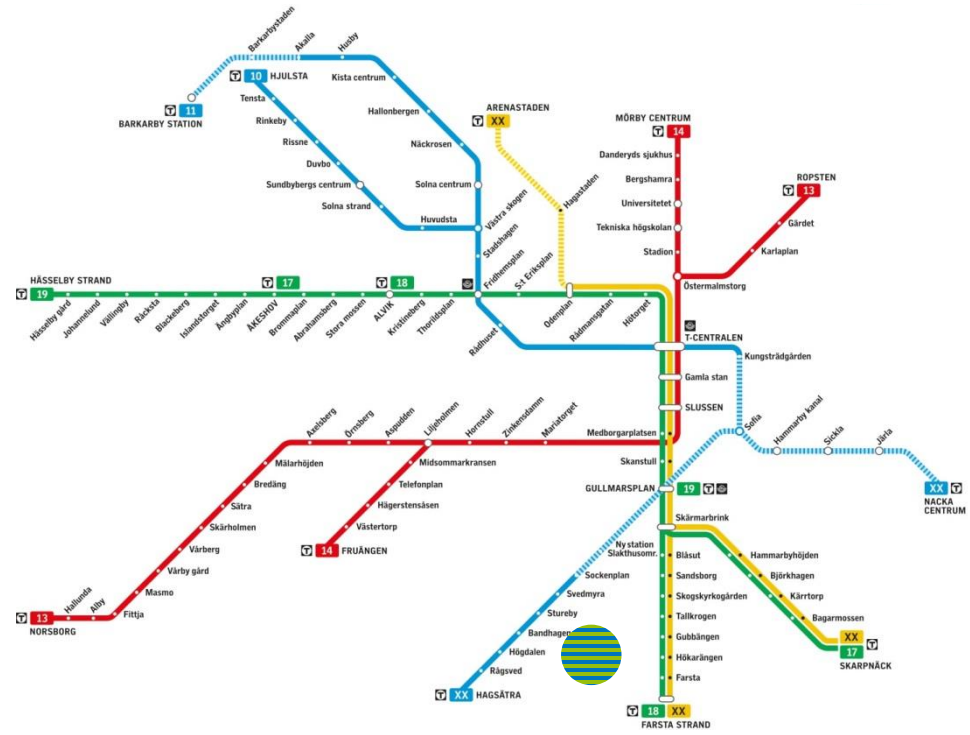 Barkarbystaden
Akalla
Husby
T 10 HJULSTA
Kista centrum
T 11
BARKARBY STATION
Tensta
Rinkeby
Rissne
Duvbo
Sundbybergs centrum
Solna strand
Huvudsta
Hallonbergen
Näckrosen
Solna centrum
Västra skogen
Stadshagen
Fridhemsplan
ARENASTADEN
T XX
Hagastaden
MÖRBY CENTRUM
T 14
Danderyds sjukhus
Bergshamra
Universitetet
Tekniska högskolan
Stadion
ROPSTEN
T 13
Gärdet
Karlaplan
Östermalmstorg
HÄSSELBY STRAND
T 19
Hässelby gård
Johannelund
Vällingby
Råcksta
Blackeberg
Islandstorget
Ängbyplan
T 17
ÅKESHOV
Brommaplan
Abrahamsberg
Stora mossen
T 18
ALVIK
Kristineberg
Thorildsplan
S:t Eriksplan
Odenplan
Rådmansgatan
Hötorget
Rådhuset
T-CENTRALEN
Kungsträdgården
Gamla stan
SLUSSEN
Medborgarplatsen
Skanstull
GULLMARSPLAN
19 T
Skärmarbrink
Sofia
Hammarby kanal
Sickla
Järla
XX T
NACKA
CENTRUM
Axelsberg
Örnsberg
Aspudden
Liljeholmen
Hornstull
Zinkensdamm
Mariatorget
Mälarhöjden
Bredäng
Sätra
Skärholmen
Vårberg
Vårby gård
Masmo
Fittja
Alby
Hallunda
T 13
NORSBORG
Midsommarkransen
Telefonplan
Hägerstensåsen
Västertorp
T 14 FRUÄNGEN
Ny station
Slakthusomr.
Sockenplan
Svedmyra
Stureby
Bandhagen
Högdalen
Rågsved
T XX HAGSÄTRA
Blåsut
Sandsborg
Skogskyrkogården
Tallkrogen
Gubbängen
Hökarängen
Farsta
T 18 XX
FARSTA STRAND
Hammarbyhöjden
Björkhagen
Kärrtorp
Bagarmossen
XX
17 T
SKARPNÄCK